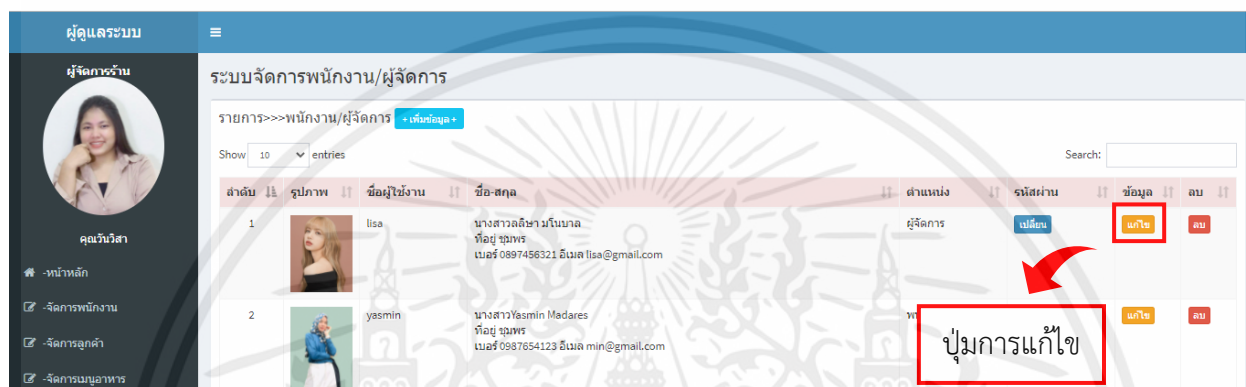 ผู้ดูแลระบบ
ผู้จัดการร้าน
คุณวันวิสา
-หน้าหลัก
-จัดการพนักงาน
-จัดการลูกค้า
-จัดการเมนูอาหาร
ระบบจัดการพนักงาน/ผู้จัดการ
รายการ>>>พนักงาน/ผู้จัดการ +เพิ่มข้อมูล+
Show 10 entries Search:
ลำดับ รูปภาพ ชื่อผู้ใช้งาน ชื่อ-สกุล ตำแหน่ง รหัสผ่าน ข้อมูล ลบ
1 lisa นางสาวลลิษา มโนบาล ผู้จัดการ เปลี่ยน แก้ไข ลบ
ที่อยู่ ชุมพร
เบอร์ 0897456321 อีเมล lisa@gmail.com
2 yasmin นางสาวYasmin Madares แก้ไข ลบ
ที่อยู่ ชุมพร
เบอร์ 0987654123 อีเมล min@gmail.com
ปุ่มการแก้ไข